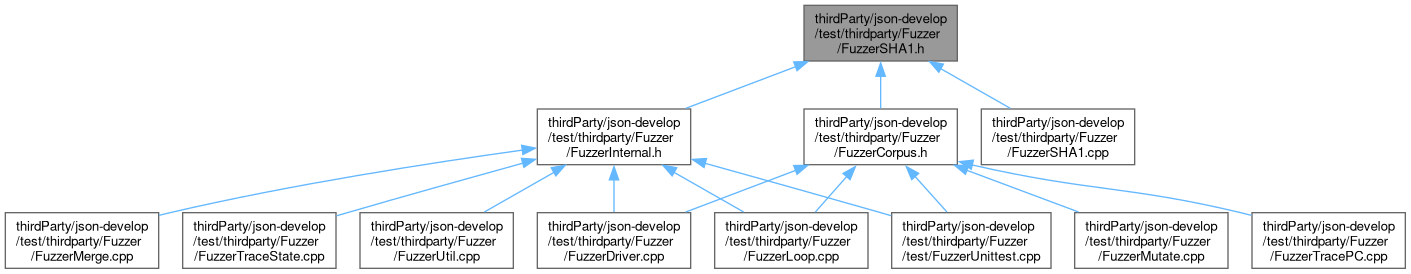 thirdParty/json-develop
/test/thirdparty/Fuzzer
/FuzzerSHA1.h
thirdParty/json-develop
/test/thirdparty/Fuzzer
/FuzzerInternal.h
thirdParty/json-develop
/test/thirdparty/Fuzzer
/FuzzerCorpus.h
thirdParty/json-develop
/test/thirdparty/Fuzzer
/FuzzerSHA1.cpp
thirdParty/json-develop
/test/thirdparty/Fuzzer
/FuzzerMerge.cpp
thirdParty/json-develop
/test/thirdparty/Fuzzer
/FuzzerTraceState.cpp
thirdParty/json-develop
/test/thirdparty/Fuzzer
/FuzzerUtil.cpp
thirdParty/json-develop
/test/thirdparty/Fuzzer
/FuzzerDriver.cpp
thirdParty/json-develop
/test/thirdparty/Fuzzer
/FuzzerLoop.cpp
thirdParty/json-develop
/test/thirdparty/Fuzzer
/test/FuzzerUnittest.cpp
thirdParty/json-develop
/test/thirdparty/Fuzzer
/FuzzerMutate.cpp
thirdParty/json-develop
/test/thirdparty/Fuzzer
/FuzzerTracePC.cpp